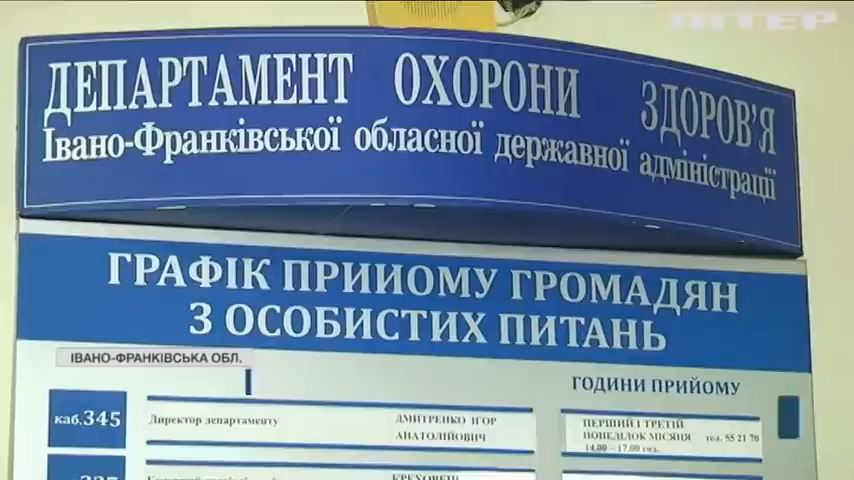 ІНТЕР
ДЕПАРТАМЕНТ ОХОРОНИ ЗДОРОВ'Я
Івано-Франківської обласної державної адміністрації
ГРАФІК ПРИЙОМУ ГРОМАДЯН
З ОСОБИСТИХ ПИТАНЬ
ІВАНО-ФРАНКІВСЬКА ОБЛ.
ГОДИНИ ПРИЙОМУ
каб.345
Директор департаменту
ДМИТРЕНКО ІГОР
АНАТОЛІЙОВИЧ
ПЕРШИЙ І ТРЕТІЙ
ПОНЕДІЛОК МІСЯЦЯ
14.00 – 17.00 год.
тел. 55 21 70